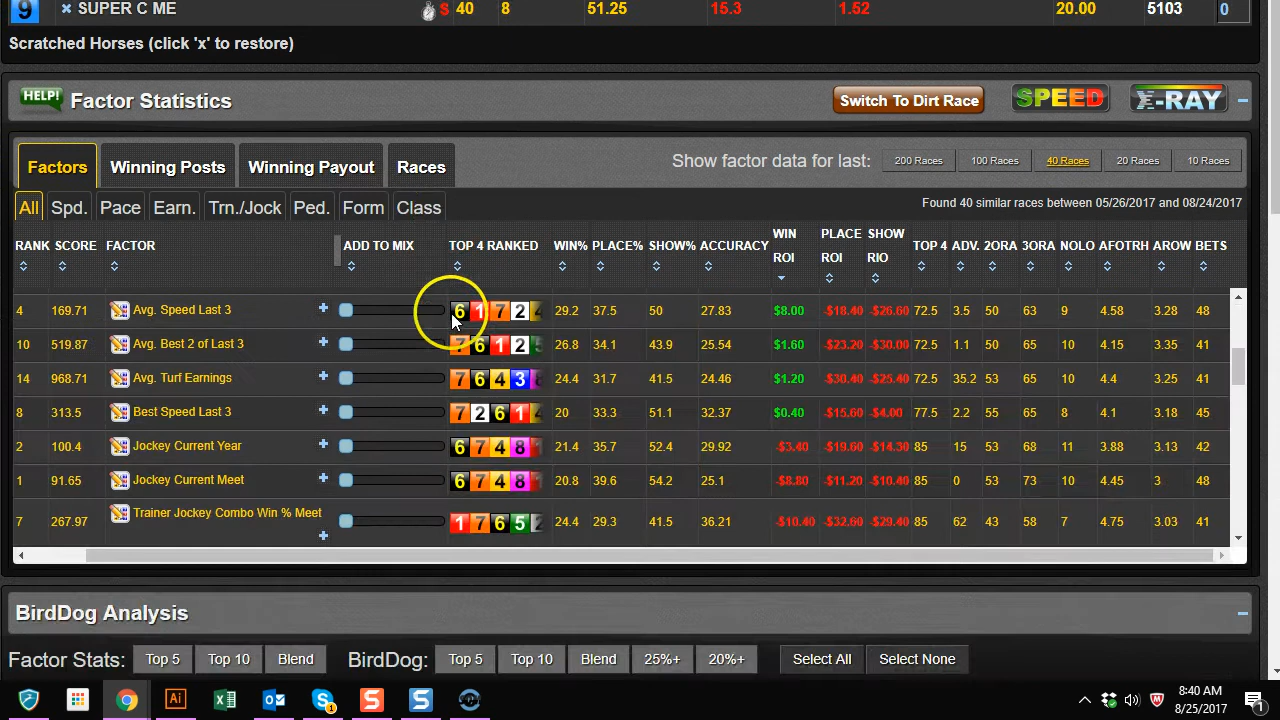 9 SUPER C ME S 40 8 51.25 15.3 1.52 20.00 5103 0
Scratched Horses (click 'x' to restore)
HELP! Factor Statistics Switch To Dirt Race SPEED X-RAY
Factors Winning Posts Winning Payout Races Show factor data for last: 200 Races 100 Races 40 Races 20 Races 10 Races
All Spd. Pace Earn. Trn./Jock Ped. Form Class Found 40 similar races between 05/26/2017 and 08/24/2017
RANK SCORE FACTOR ADD TO MIX TOP 4 RANKED WIN% PLACE% SHOW% ACCURACY WIN ROI PLACE ROI SHOW RIO TOP 4 ADV. 2ORA 3ORA NOLO AFOTRH AROW BETS
4 169.71 Avg. Speed Last 3 + 6 1 7 2 4 29.2 37.5 50 27.83 $8.00 -$18.40 -$26.60 72.5 3.5 50 63 9 4.58 3.28 48
10 519.87 Avg. Best 2 of Last 3 + 7 6 1 2 5 26.8 34.1 43.9 25.54 $1.60 -$23.20 -$30.00 72.5 1.1 50 65 10 4.15 3.35 41
14 968.71 Avg. Turf Earnings + 7 6 4 3 8 24.4 31.7 41.5 24.46 $1.20 -$30.40 -$25.40 72.5 35.2 53 65 10 4.4 3.25 41
8 313.5 Best Speed Last 3 + 7 2 6 1 4 20 33.3 51.1 32.37 $0.40 -$15.60 -$4.00 77.5 2.2 55 65 8 4.1 3.18 45
2 100.4 Jockey Current Year + 6 7 4 8 1 21.4 35.7 52.4 29.92 -$3.40 -$19.60 -$14.30 85 15 53 68 11 3.88 3.13 42
1 91.65 Jockey Current Meet + 6 7 4 8 1 20.8 39.6 54.2 25.1 -$8.80 -$11.20 -$10.40 85 0 53 73 10 4.45 3 48
7 267.97 Trainer Jockey Combo Win % Meet + 1 7 6 5 2 24.4 29.3 41.5 36.21 -$10.40 -$32.60 -$29.40 85 62 43 58 7 4.75 3.03 41
BirdDog Analysis
Factor Stats: Top 5 Top 10 Blend BirdDog: Top 5 Top 10 Blend 25%+ 20%+ Select All Select None
8:40 AM
8/25/2017